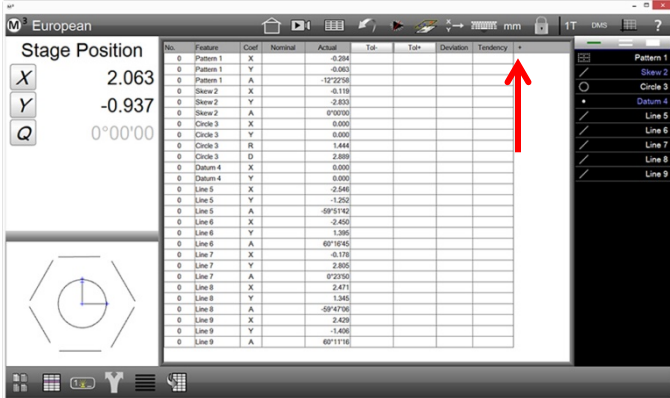 M³
M³ European
mm
1T
DMS
?
Stage Position
X 2.063
Y -0.937
Q 0°00'00
No. Feature Coef Nominal Actual Tol- Tol+ Deviation Tendency +
0 Pattern 1 X -0.284
0 Pattern 1 Y -0.063
0 Pattern 1 A -12°22'58
0 Skew 2 X -0.119
0 Skew 2 Y -2.833
0 Skew 2 A 0°00'00
0 Circle 3 X 0.000
0 Circle 3 Y 0.000
0 Circle 3 R 1.444
0 Circle 3 D 2.889
0 Datum 4 X 0.000
0 Datum 4 Y 0.000
0 Line 5 X -2.546
0 Line 5 Y -1.252
0 Line 5 A -59°51'42
0 Line 6 X -2.450
0 Line 6 Y 1.395
0 Line 6 A 60°16'45
0 Line 7 X -0.178
0 Line 7 Y 2.805
0 Line 7 A 0°23'50
0 Line 8 X 2.471
0 Line 8 Y 1.345
0 Line 8 A -59°47'06
0 Line 9 X 2.429
0 Line 9 Y -1.406
0 Line 9 A 60°11'16
Pattern 1
Skew 2
Circle 3
Datum 4
Line 5
Line 6
Line 7
Line 8
Line 9